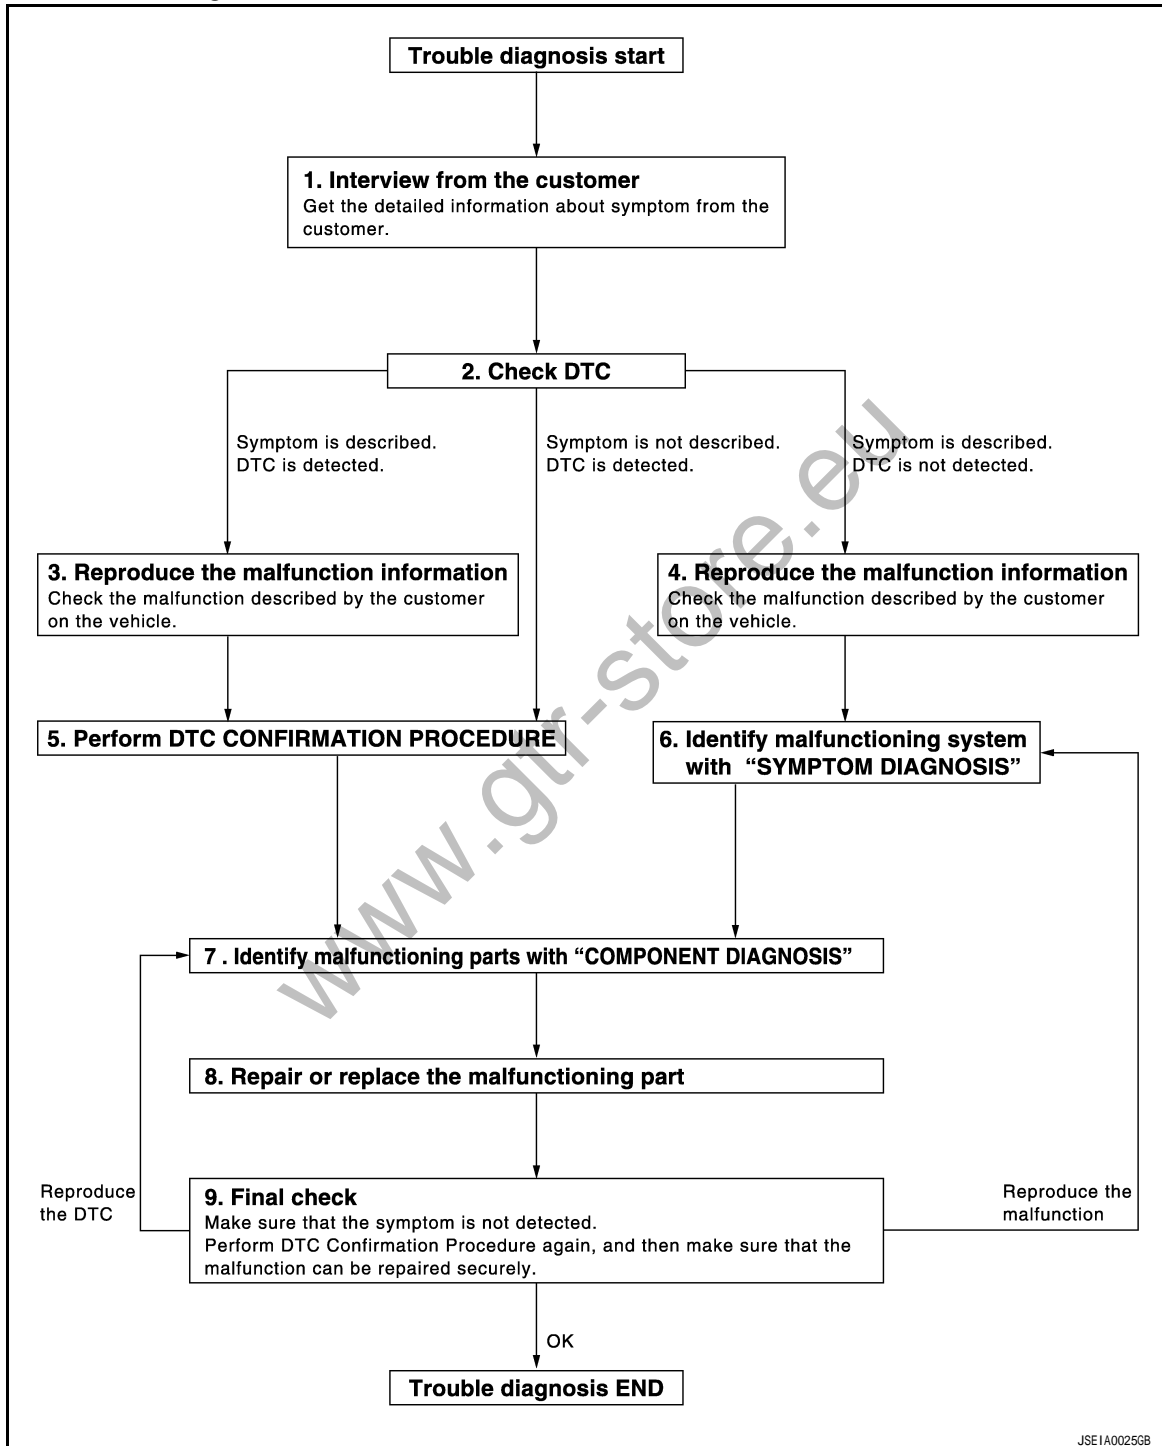 Trouble diagnosis start
1. Interview from the customer
Get the detailed information about symptom from the
customer.
2. Check DTC
Symptom is described.
DTC is detected.
Symptom is not described.
DTC is detected.
Symptom is described.
DTC is not detected.
3. Reproduce the malfunction information
Check the malfunction described by the customer
on the vehicle.
4. Reproduce the malfunction information
Check the malfunction described by the customer
on the vehicle.
5. Perform DTC CONFIRMATION PROCEDURE
6. Identify malfunctioning system
with “SYMPTOM DIAGNOSIS”
7 . Identify malfunctioning parts with “COMPONENT DIAGNOSIS”
8. Repair or replace the malfunctioning part
Reproduce
the DTC
9. Final check
Make sure that the symptom is not detected.
Perform DTC Confirmation Procedure again, and then make sure that the
malfunction can be repaired securely.
Reproduce the
malfunction
OK
Trouble diagnosis END
JSEIA0025GB
www.gtr-store.eu